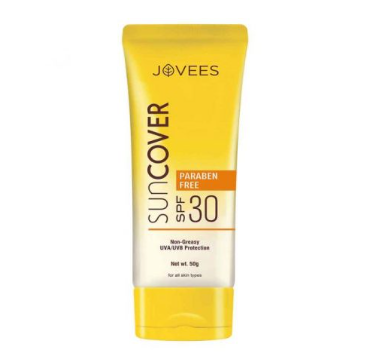 JOVEES
SUNCOVER
PARABEN
FREE
SPF 30
Non-Greasy
UVA/UVB Protection
Net wt. 50g
for all skin types